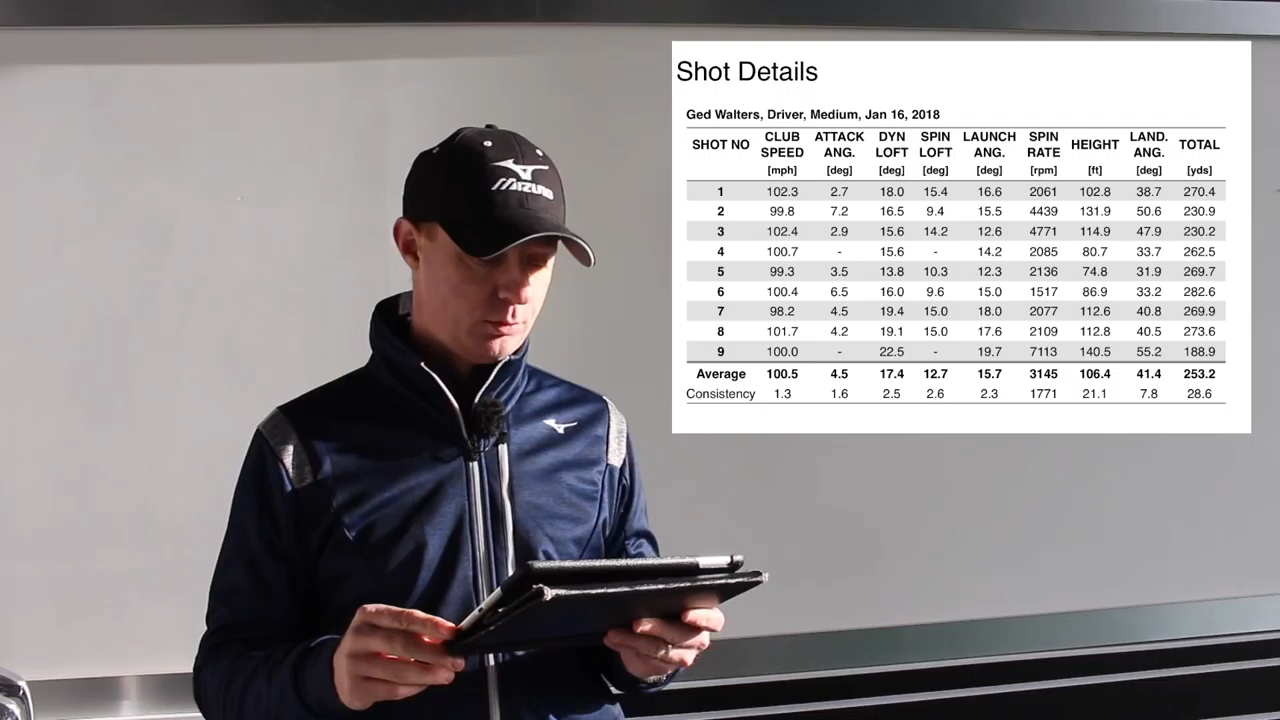 MIZUNO
Shot Details
Ged Walters, Driver, Medium, Jan 16, 2018
SHOT NO CLUB SPEED ATTACK ANG. DYN LOFT SPIN LOFT LAUNCH ANG. SPIN RATE HEIGHT LAND. ANG. TOTAL
[mph] [deg] [deg] [deg] [deg] [rpm] [ft] [deg] [yds]
1 102.3 2.7 18.0 15.4 16.6 2061 102.8 38.7 270.4
2 99.8 7.2 16.5 9.4 15.5 4439 131.9 50.6 230.9
3 102.4 2.9 15.6 14.2 12.6 4771 114.9 47.9 230.2
4 100.7 - 15.6 - 14.2 2085 80.7 33.7 262.5
5 99.3 3.5 13.8 10.3 12.3 2136 74.8 31.9 269.7
6 100.4 6.5 16.0 9.6 15.0 1517 86.9 33.2 282.6
7 98.2 4.5 19.4 15.0 18.0 2077 112.6 40.8 269.9
8 101.7 4.2 19.1 15.0 17.6 2109 112.8 40.5 273.6
9 100.0 - 22.5 - 19.7 7113 140.5 55.2 188.9
Average 100.5 4.5 17.4 12.7 15.7 3145 106.4 41.4 253.2
Consistency 1.3 1.6 2.5 2.6 2.3 1771 21.1 7.8 28.6